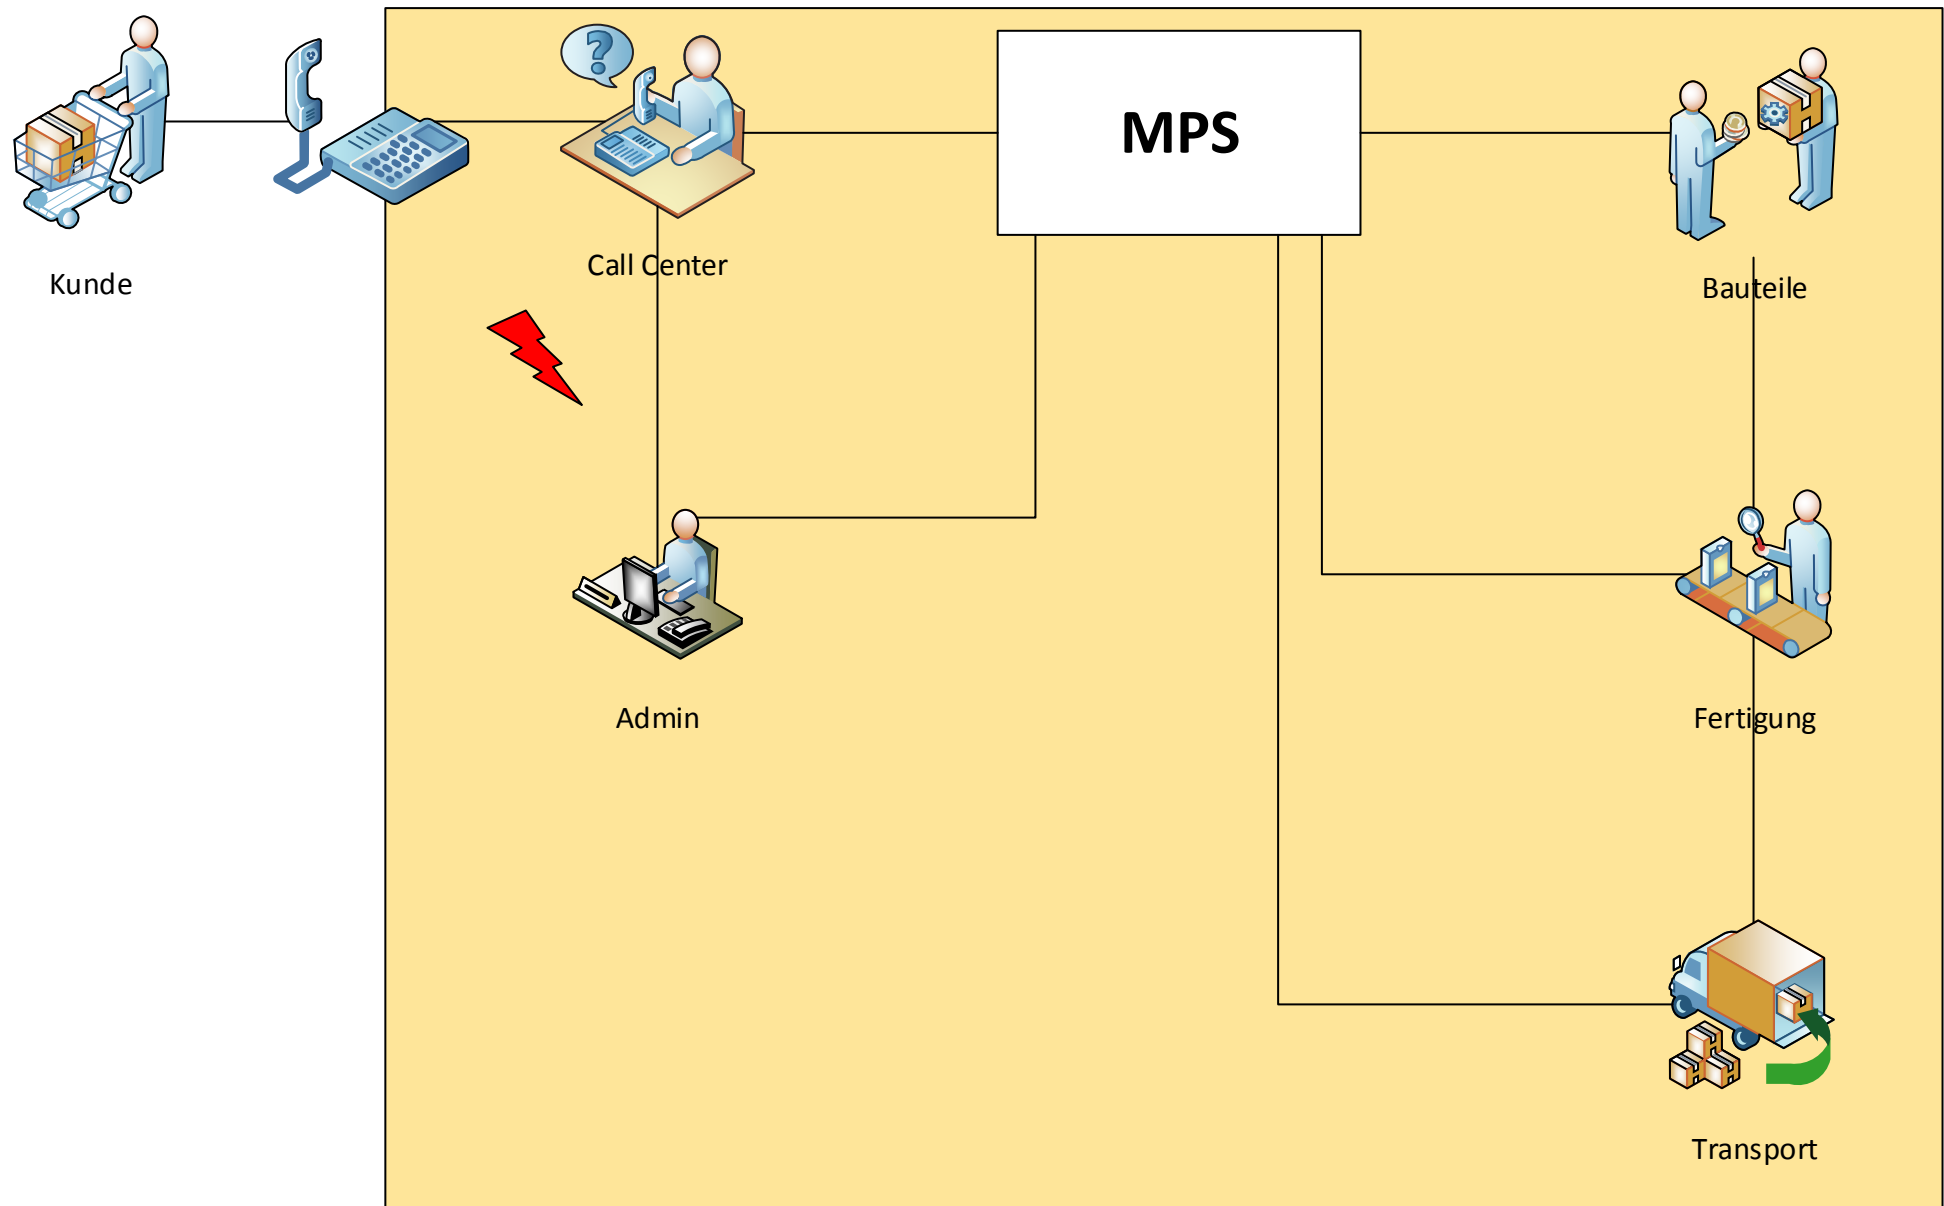 MPS
Kunde
Call Center
Bauteile
Admin
Fertigung
Transport